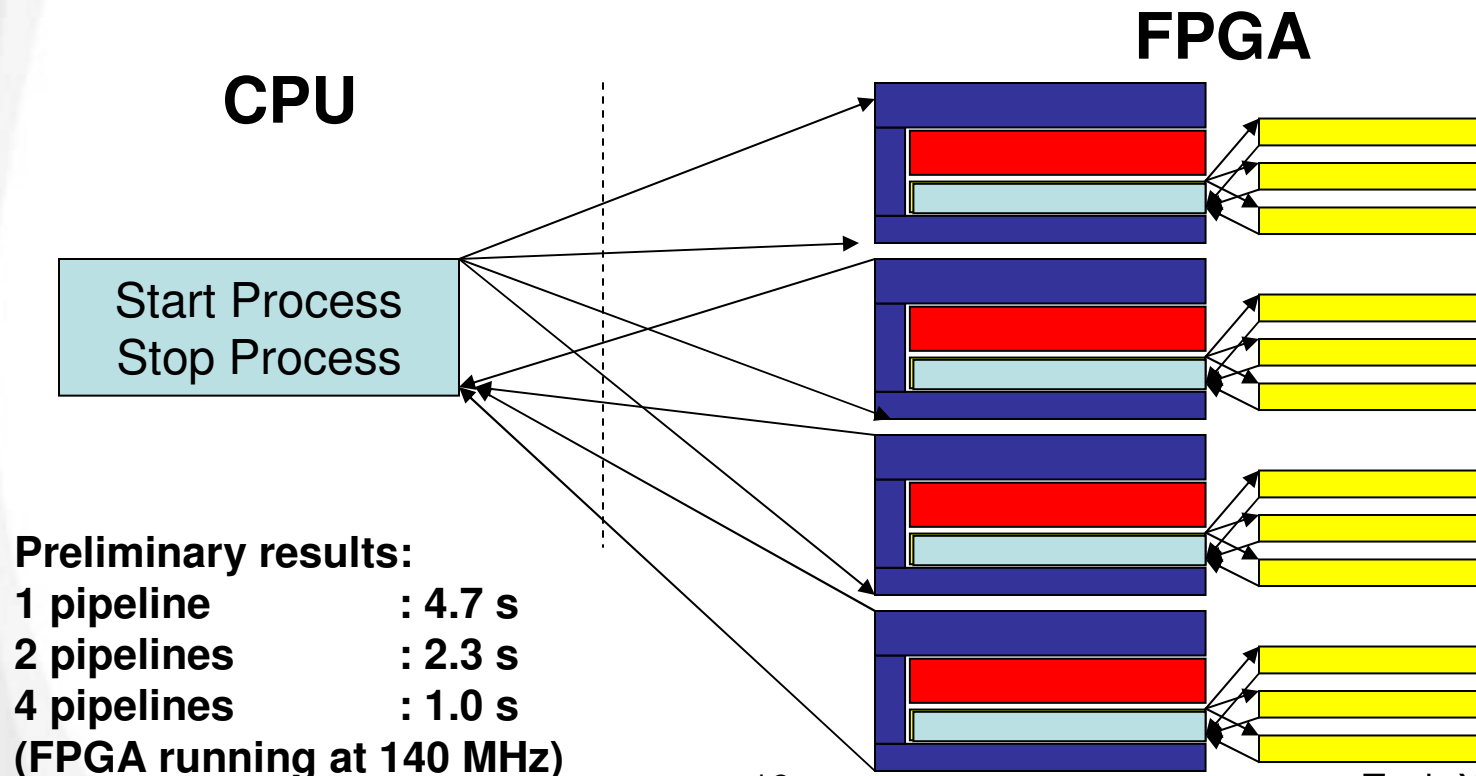 FPGA
CPU
Start Process
Stop Process
Preliminary results:
1 pipeline : 4.7 s
2 pipelines : 2.3 s
4 pipelines : 1.0 s
(FPGA running at 140 MHz)